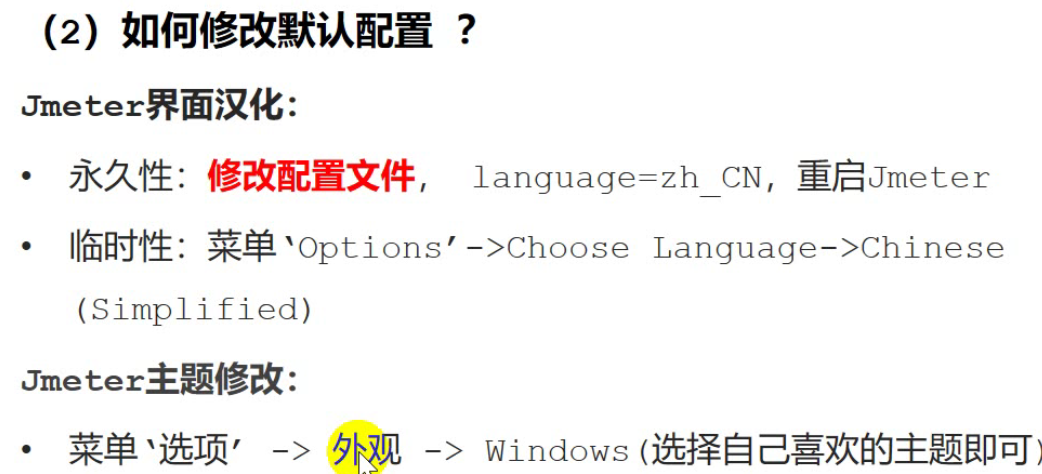 （2）如何修改默认配置 ？
Jmeter界面汉化：
• 永久性：修改配置文件， language=zh_CN，重启Jmeter
• 临时性：菜单‘Options’->Choose Language->Chinese
(Simplified)
Jmeter主题修改：
• 菜单‘选项’ -> 外观 -> Windows(选择自己喜欢的主题即可)